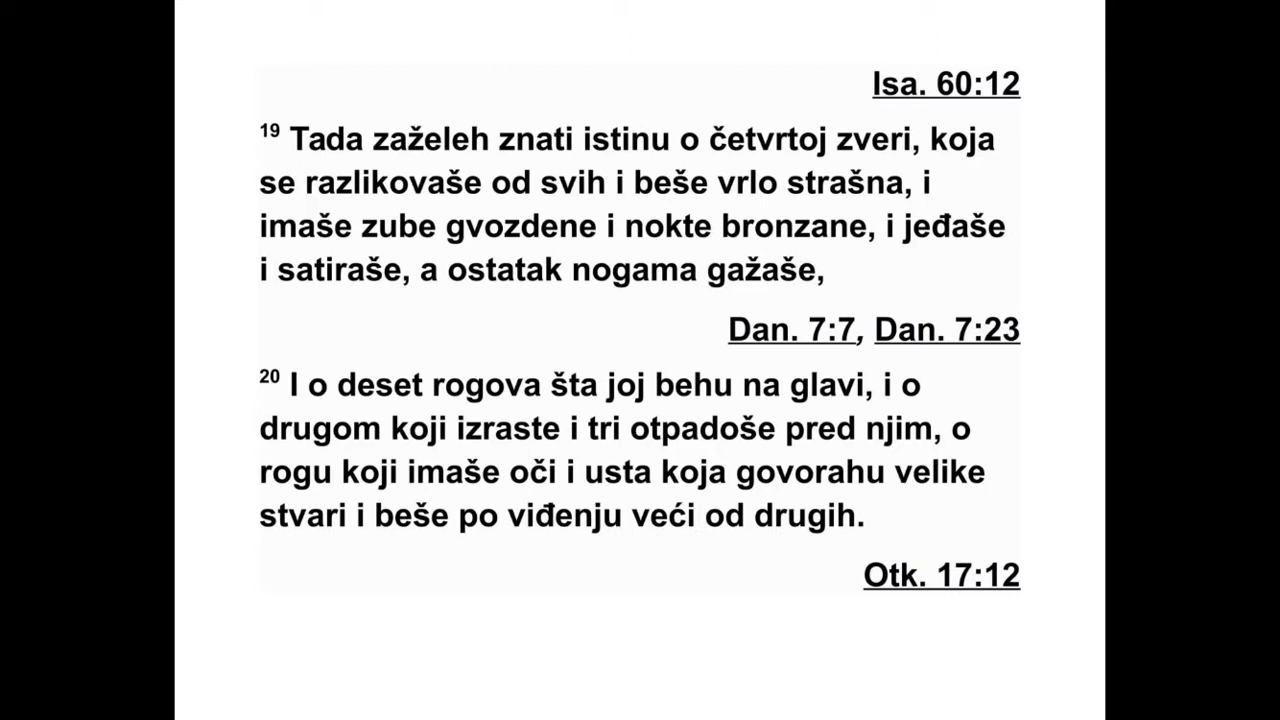 Isa. 60:12
19 Tada zaželeh znati istinu o četvrtoj zveri, koja
se razlikovaše od svih i beše vrlo strašna, i
imaše zube gvozdene i nokte bronzane, i jeđaše
i satiraše, a ostatak nogama gažaše,
Dan. 7:7, Dan. 7:23
20 I o deset rogova šta joj behu na glavi, i o
drugom koji izraste i tri otpadoše pred njim, o
rogu koji imaše oči i usta koja govorahu velike
stvari i beše po viđenju veći od drugih.
Otk. 17:12